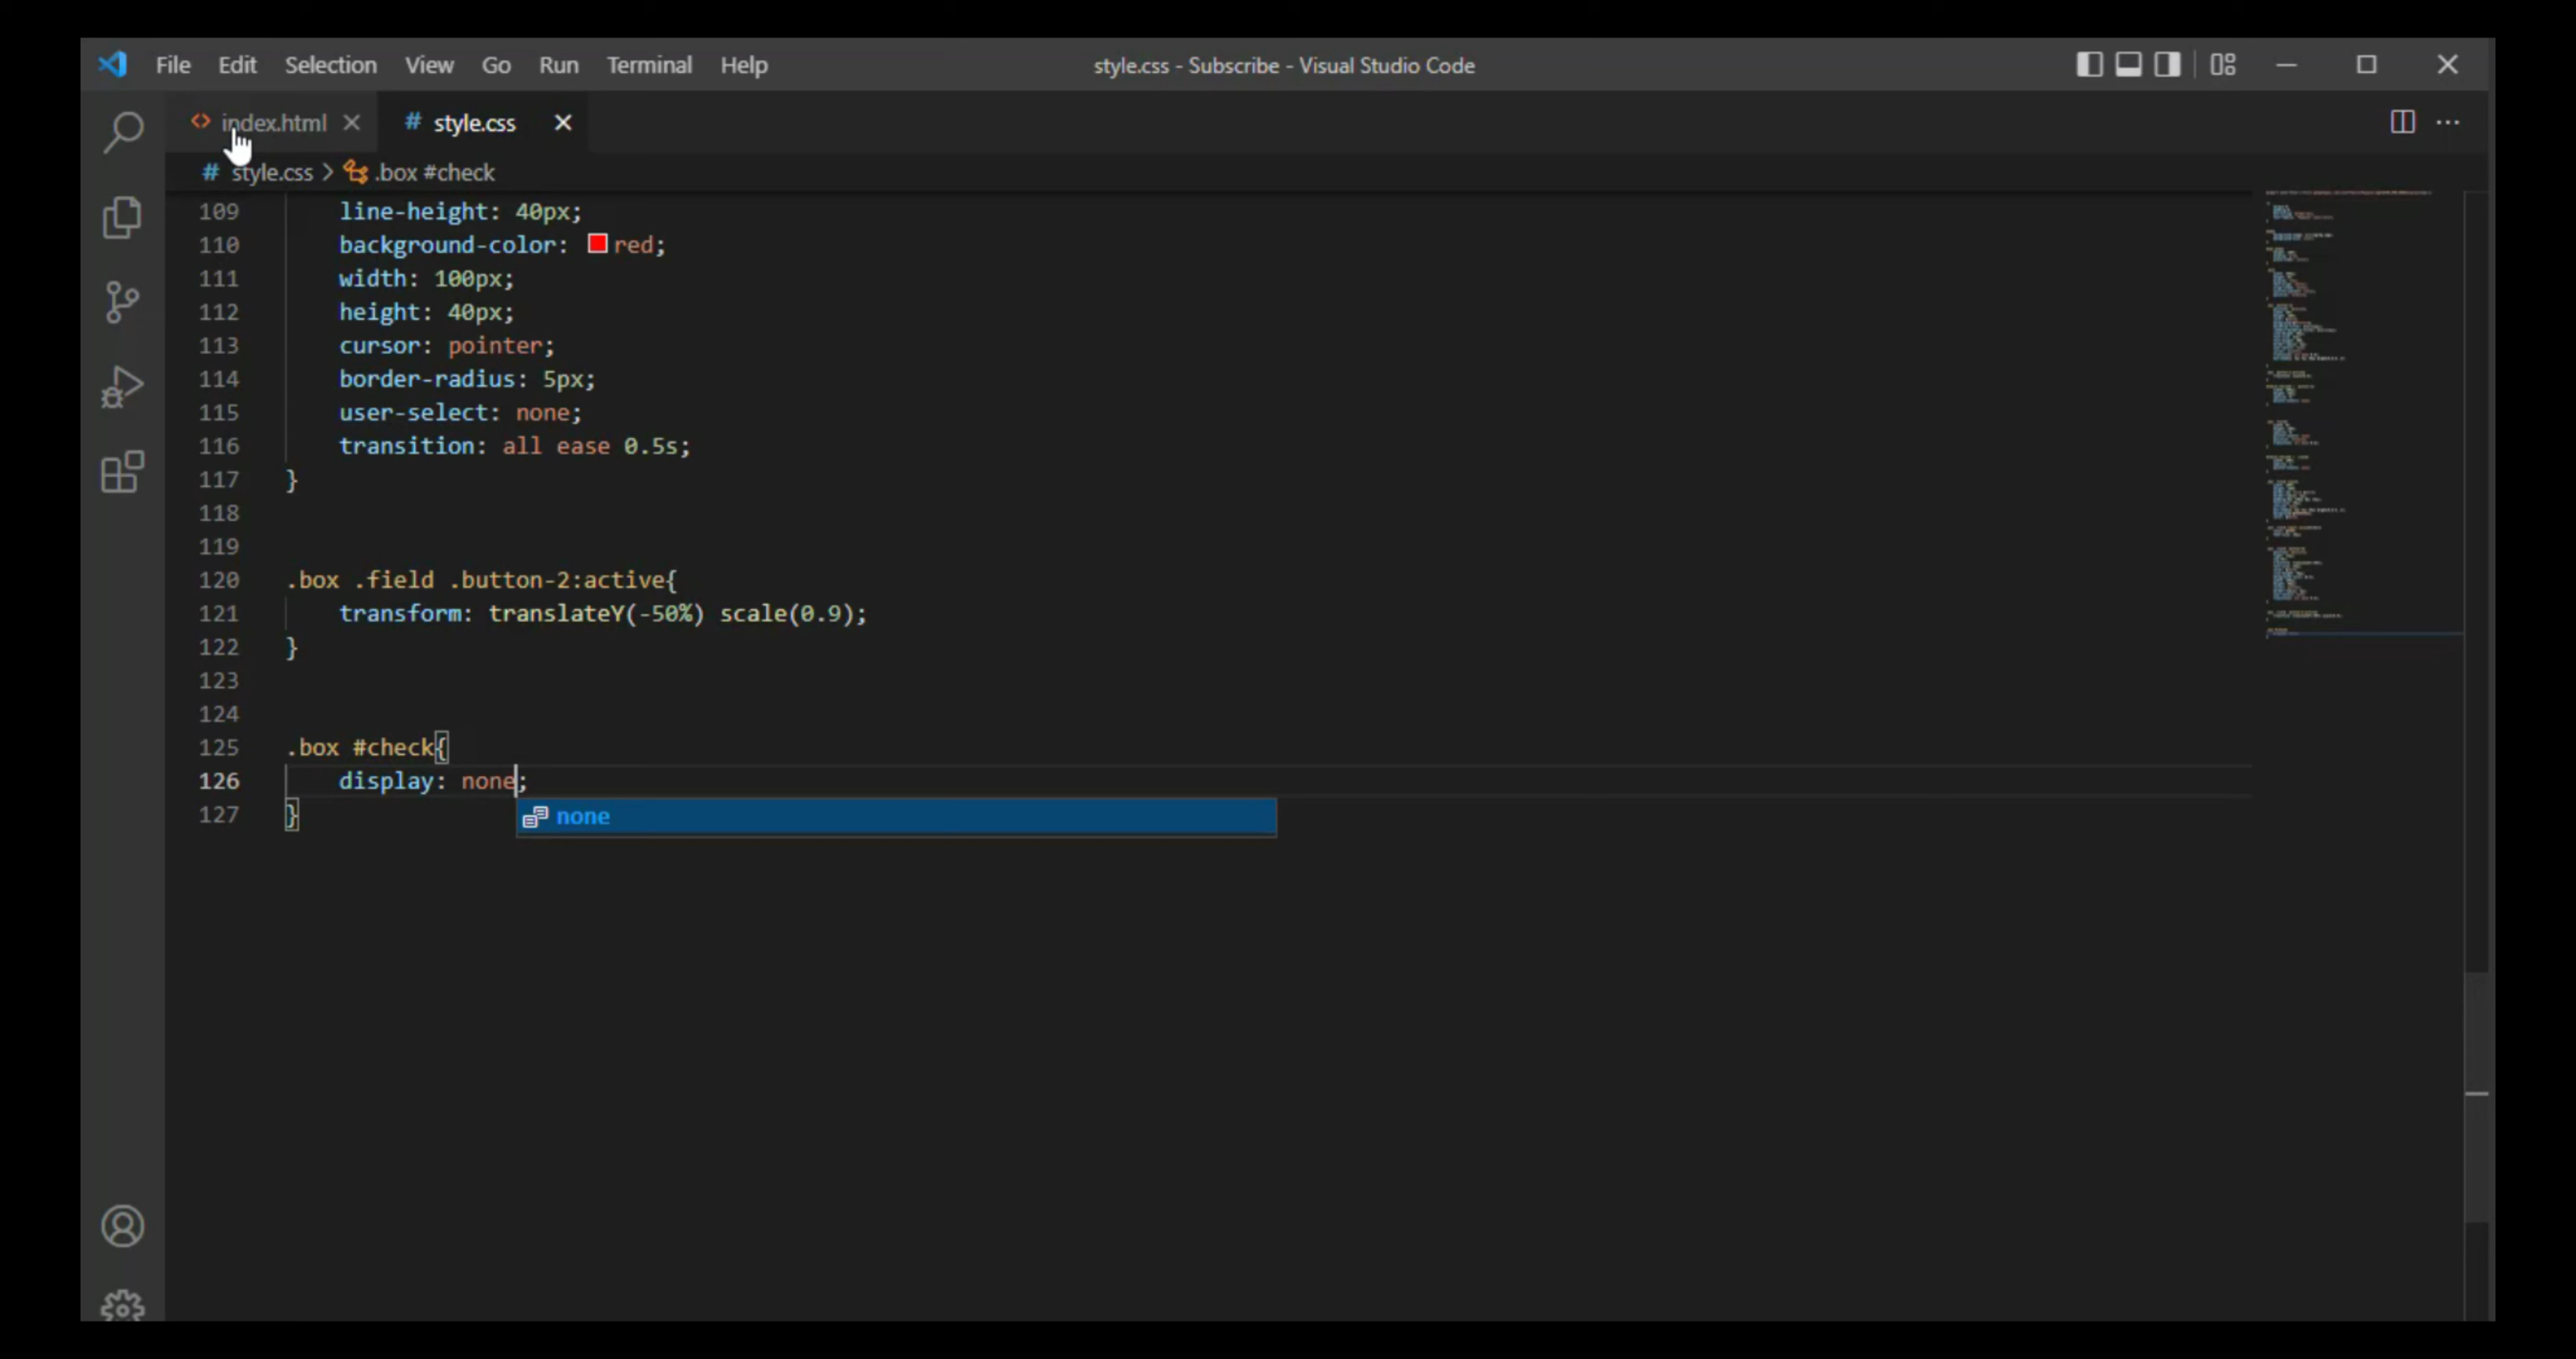 File Edit Selection View Go Run Terminal Help style.css - Subscribe - Visual Studio Code
index.html # style.css
# style.css > .box #check
109 line-height: 40px;
110 background-color: red;
111 width: 100px;
112 height: 40px;
113 cursor: pointer;
114 border-radius: 5px;
115 user-select: none;
116 transition: all ease 0.5s;
117 }
118
119
120 .box .field .button-2:active{
121 transform: translateY(-50%) scale(0.9);
122 }
123
124
125 .box #check{
126 display: none;
127 }
none